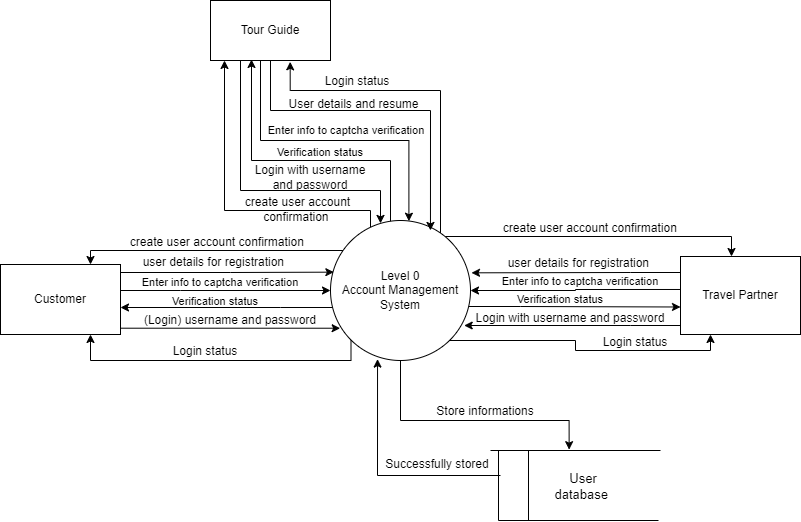 Tour Guide
Login status
User details and resume
Enter info to captcha verification
Verification status
Login with username
and password
create user account
confirmation
create user account confirmation
user details for registration
Enter info to captcha verification
Verification status
(Login) username and password
Login status
Customer
Level 0
Account Management
System
create user account confirmation
user details for registration
Enter info to captcha verification
Verification status
Login with username and password
Login status
Travel Partner
Store informations
Successfully stored
User
database